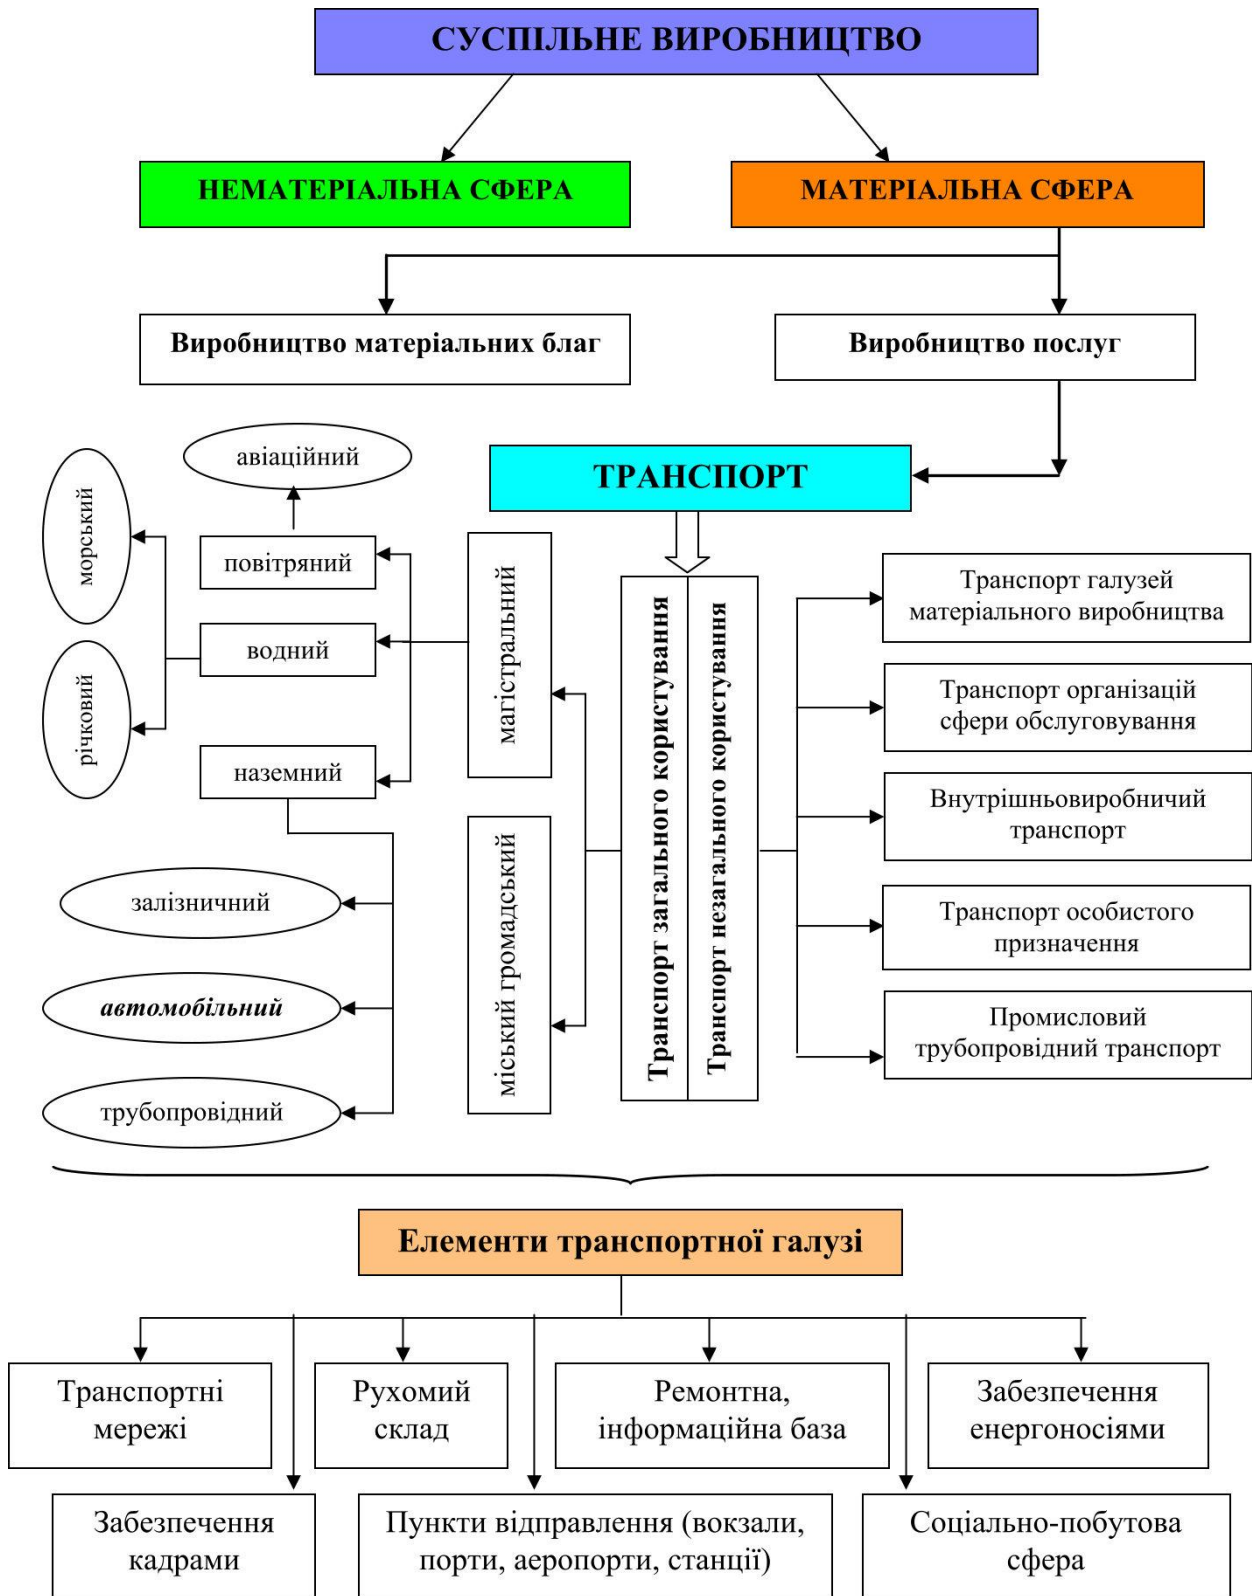 СУСПІЛЬНЕ ВИРОБНИЦТВО
НЕМАТЕРІАЛЬНА СФЕРА
МАТЕРІАЛЬНА СФЕРА
Виробництво матеріальних благ
Виробництво послуг
ТРАНСПОРТ
авіаційний
морський
річковий
повітряний
водний
наземний
залізничний
автомобільний
трубопровідний
магістральний
міський громадський
Транспорт загального користування
Транспорт незагального користування
Транспорт галузей
матеріального виробництва
Транспорт організацій
сфери обслуговування
Внутрішньовиробничий
транспорт
Транспорт особистого
призначення
Промисловий
трубопровідний транспорт
Елементи транспортної галузі
Транспортні
мережі
Рухомий
склад
Ремонтна,
інформаційна база
Забезпечення
енергоносіями
Забезпечення
кадрами
Пункти відправлення (вокзали,
порти, аеропорти, станції)
Соціально-побутова
сфера